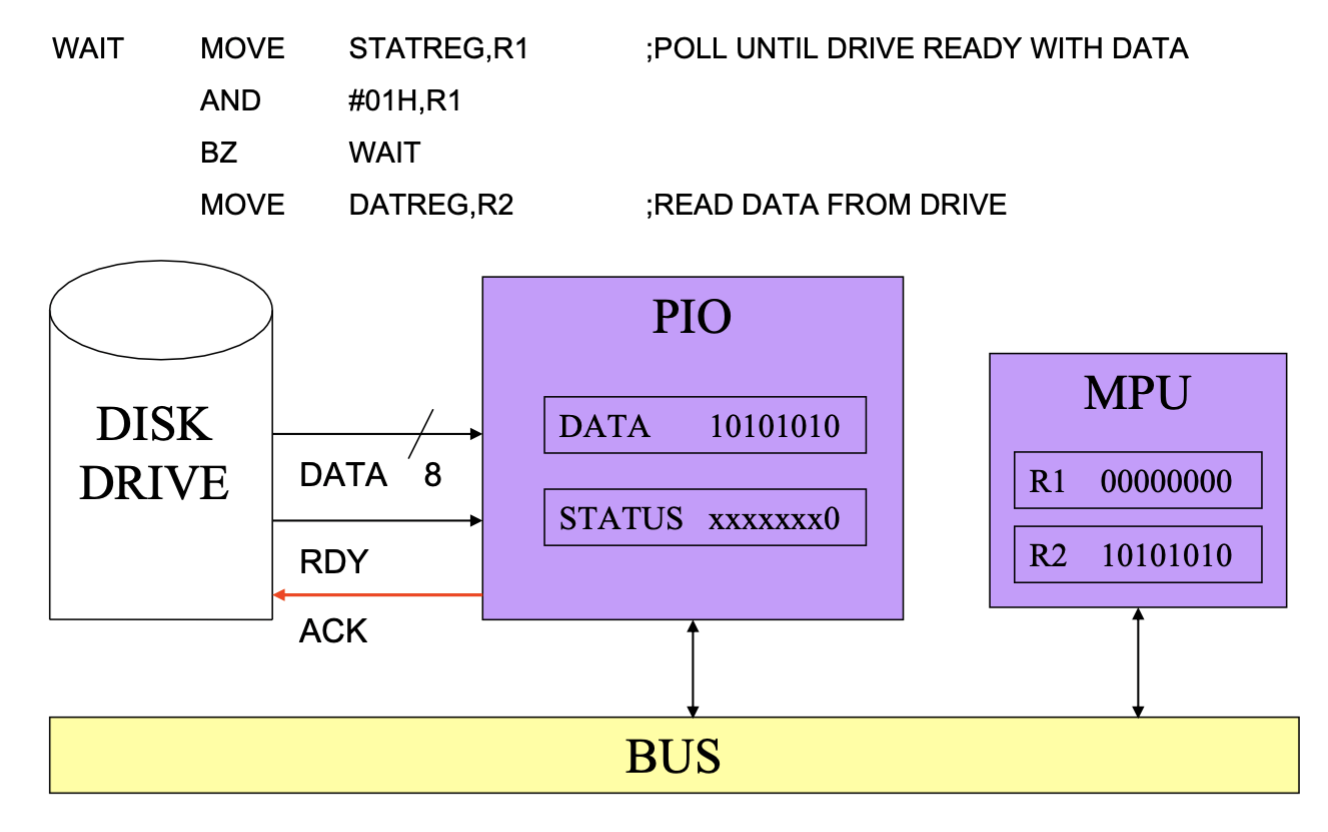 WAIT MOVE STATREG,R1 ;POLL UNTIL DRIVE READY WITH DATA
AND #01H,R1
BZ WAIT
MOVE DATREG,R2 ;READ DATA FROM DRIVE
DISK
DRIVE
DATA 8
RDY
ACK
PIO
DATA 10101010
STATUS xxxxxxx0
MPU
R1 00000000
R2 10101010
BUS